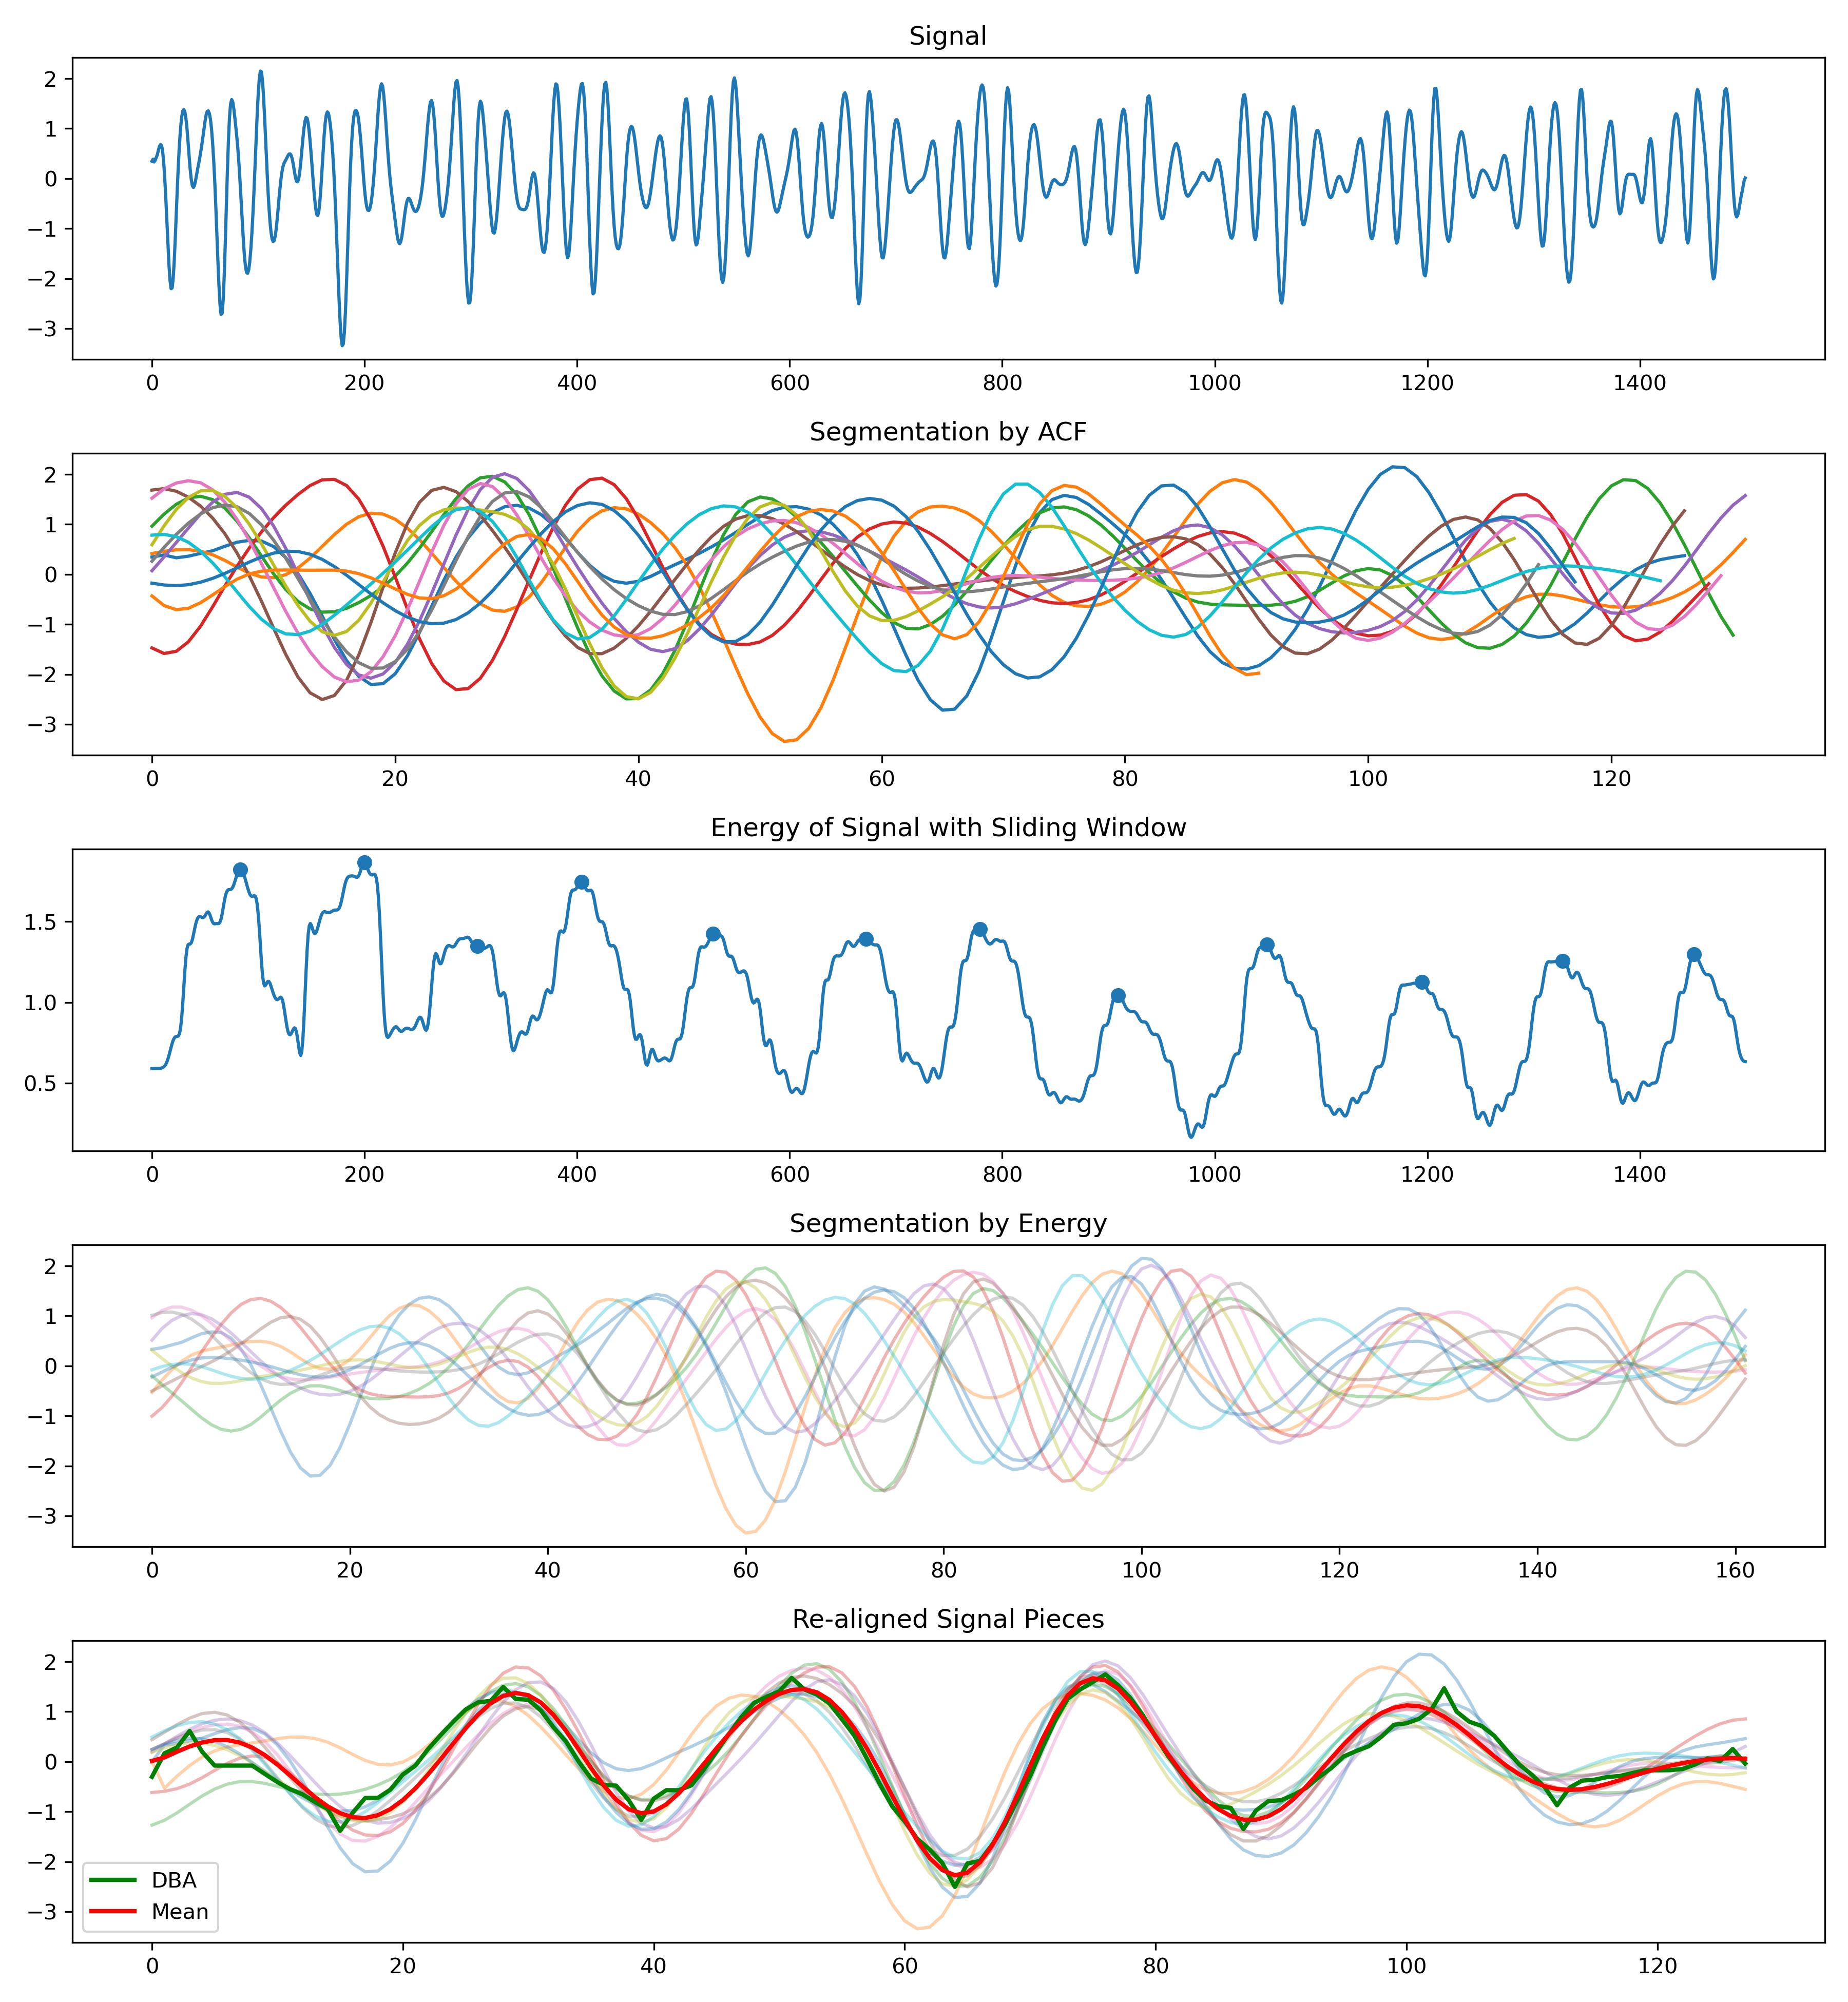 Signal
2
1
0
−1
−2
−3
0 200 400 600 800 1000 1200 1400
Segmentation by ACF
2
1
0
−1
−2
−3
0 20 40 60 80 100 120
Energy of Signal with Sliding Window
1.5
1.0
0.5
0 200 400 600 800 1000 1200 1400
Segmentation by Energy
2
1
0
−1
−2
−3
0 20 40 60 80 100 120 140 160
Re-aligned Signal Pieces
2
1
0
−1
−2
−3
DBA
Mean
0 20 40 60 80 100 120